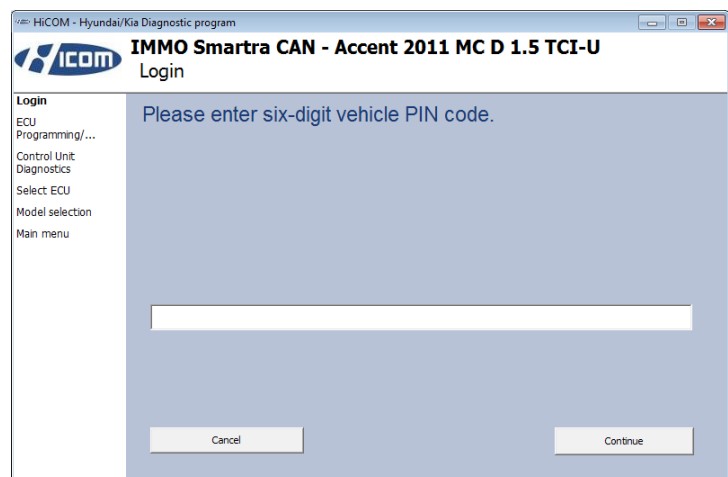 HiCOM - Hyundai/Kia Diagnostic program
HICOM
IMMO Smartra CAN - Accent 2011 MC D 1.5 TCI-U
Login
Login
ECU
Programming/...
Control Unit
Diagnostics
Select ECU
Model selection
Main menu
Please enter six-digit vehicle PIN code.
Cancel
Continue